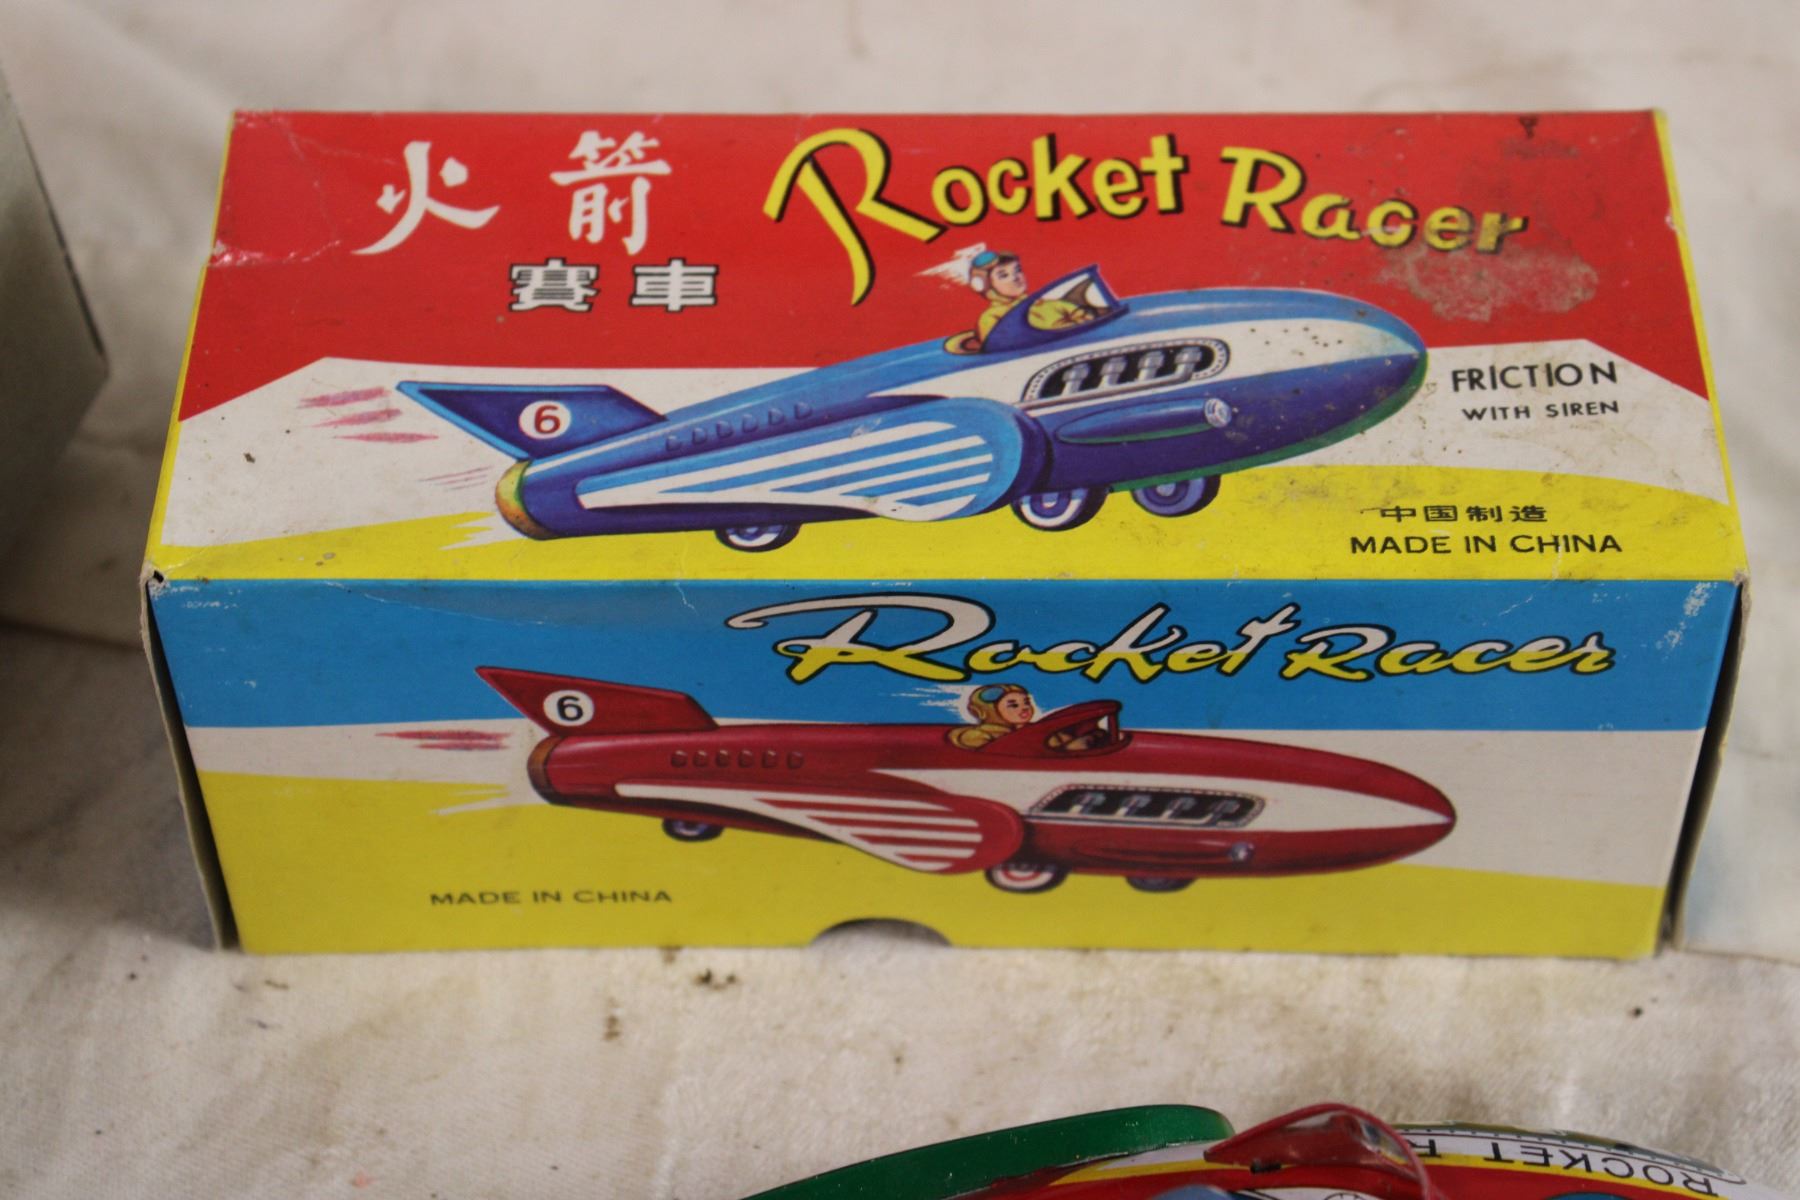 火箭
賽車
Rocket Racer
6
FRICTION
WITH SIREN
中国制造
MADE IN CHINA
Rocket Racer
6
MADE IN CHINA
ROCKET